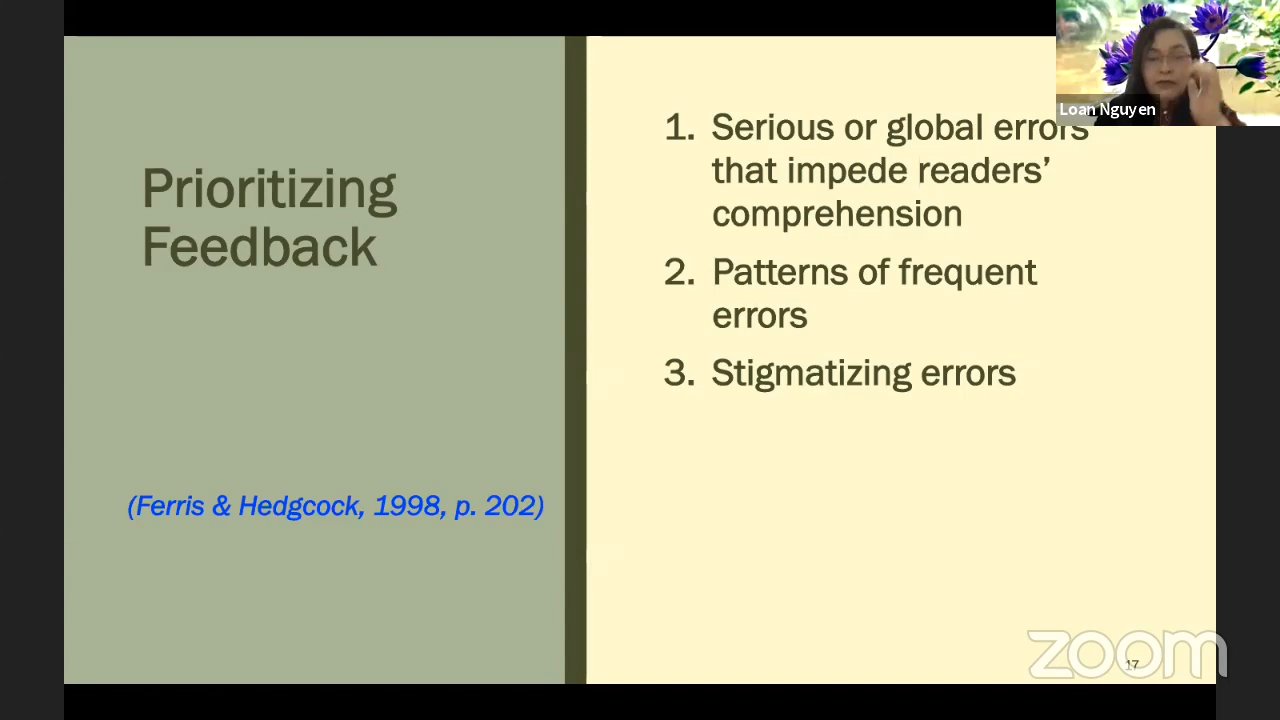 Prioritizing
Feedback
(Ferris & Hedgcock, 1998, p. 202)
1. Serious or global errors
that impede readers’
comprehension
2. Patterns of frequent
errors
3. Stigmatizing errors
Loan Nguyen
zoom
17